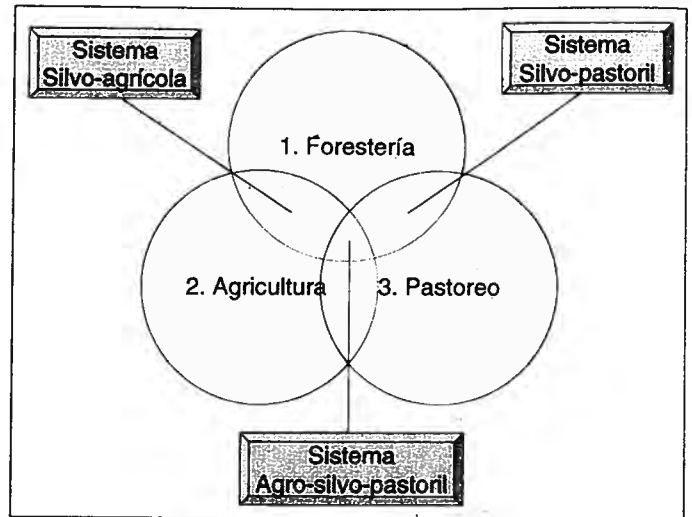 Sistema
Silvo-agrícola
Sistema
Silvo-pastoril
1. Forestería
2. Agricultura
3. Pastoreo
Sistema
Agro-silvo-pastoril